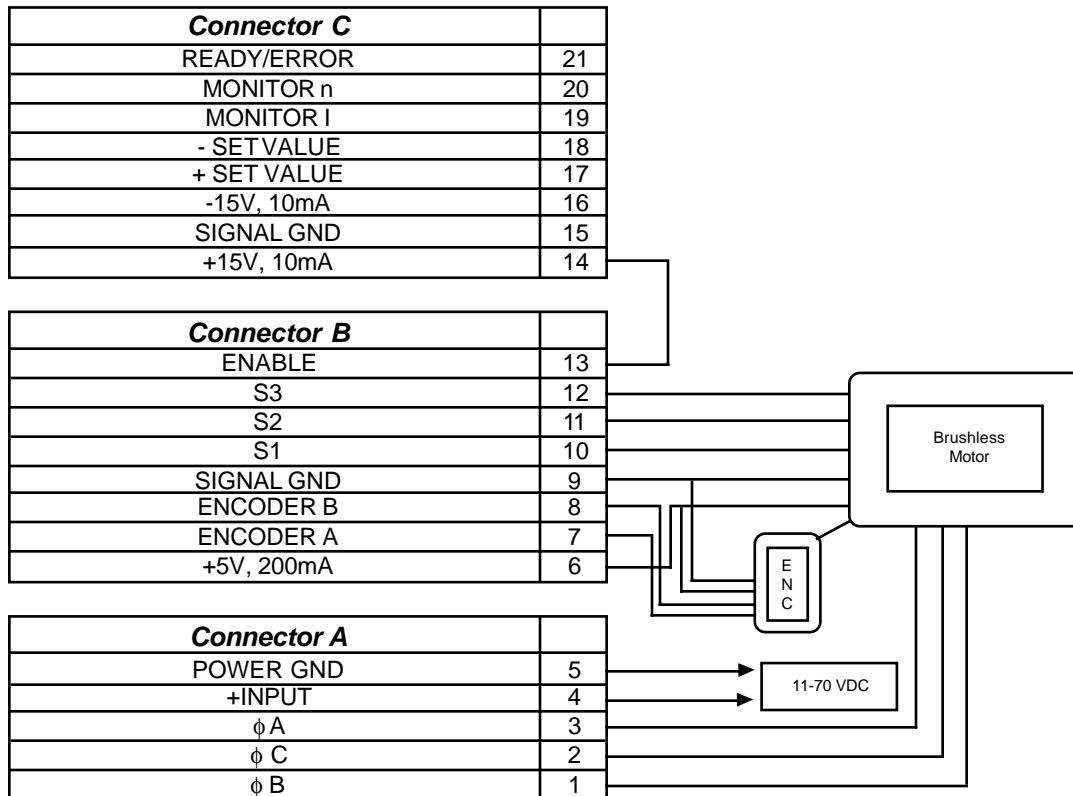 Connector C
READY/ERROR 21
MONITOR n 20
MONITOR I 19
- SET VALUE 18
+ SET VALUE 17
-15V, 10mA 16
SIGNAL GND 15
+15V, 10mA 14
Connector B
ENABLE 13
S3 12
S2 11
S1 10
SIGNAL GND 9
ENCODER B 8
ENCODER A 7
+5V, 200mA 6
Brushless
Motor
E
N
C
Connector A
POWER GND 5
+INPUT 4
ϕ A 3
ϕ C 2
ϕ B 1
11-70 VDC